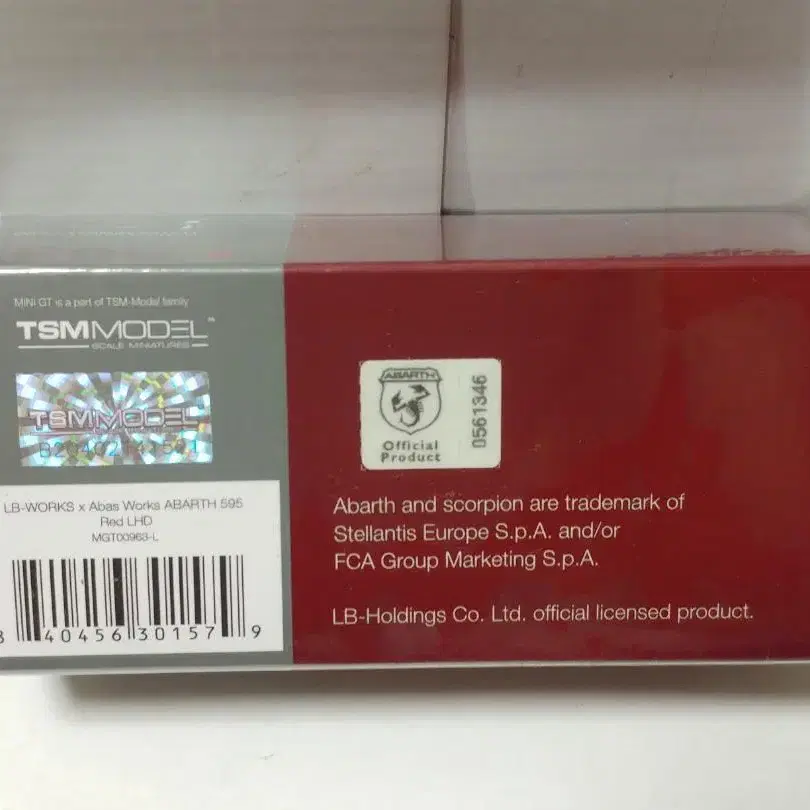 MINI GT is a part of TSM-Model family
TSMMODEL™
SCALE MINIATURES
TSMMODEL
LB-WORKS x Abas Works ABARTH 595
Red LHD
MGT00963-L
40456 30157 9
ABARTH
Official
Product
0561346
Abarth and scorpion are trademark of
Stellantis Europe S.p.A. and/or
FCA Group Marketing S.p.A.
LB-Holdings Co. Ltd. official licensed product.